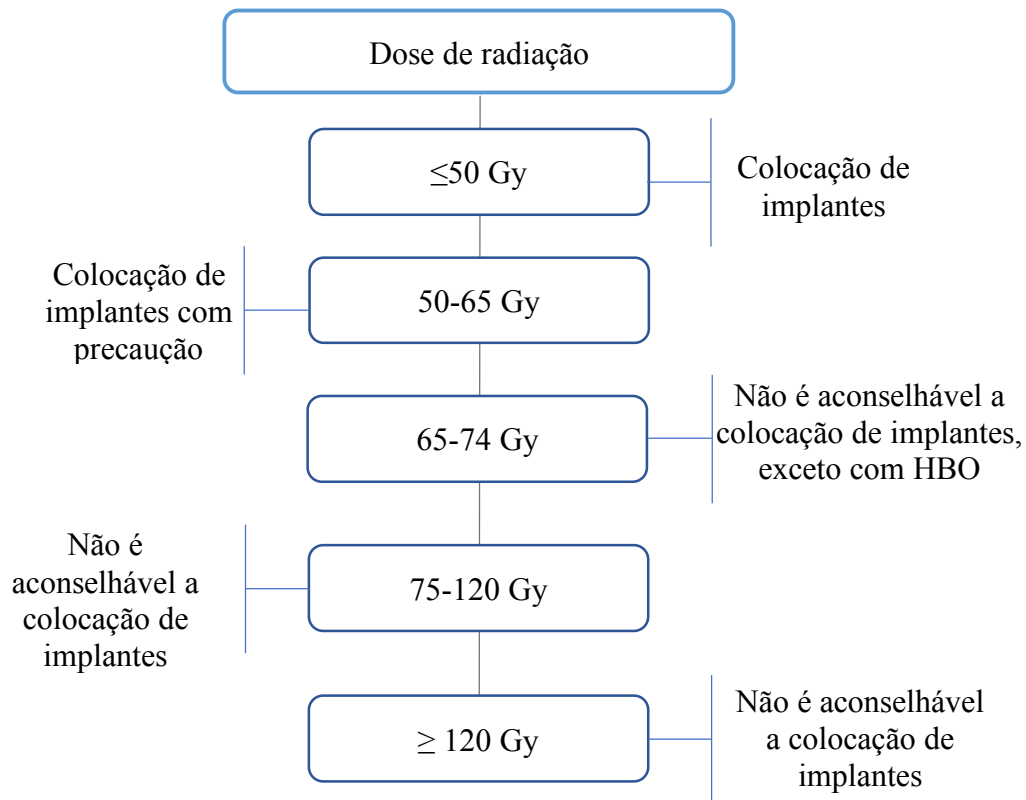 Dose de radiação
≤50 Gy
Colocação de
implantes
50-65 Gy
Colocação de
implantes com
precaução
65-74 Gy
Não é aconselhável a
colocação de implantes,
exceto com HBO
75-120 Gy
Não é
aconselhável a
colocação de
implantes
≥ 120 Gy
Não é aconselhável
a colocação de
implantes